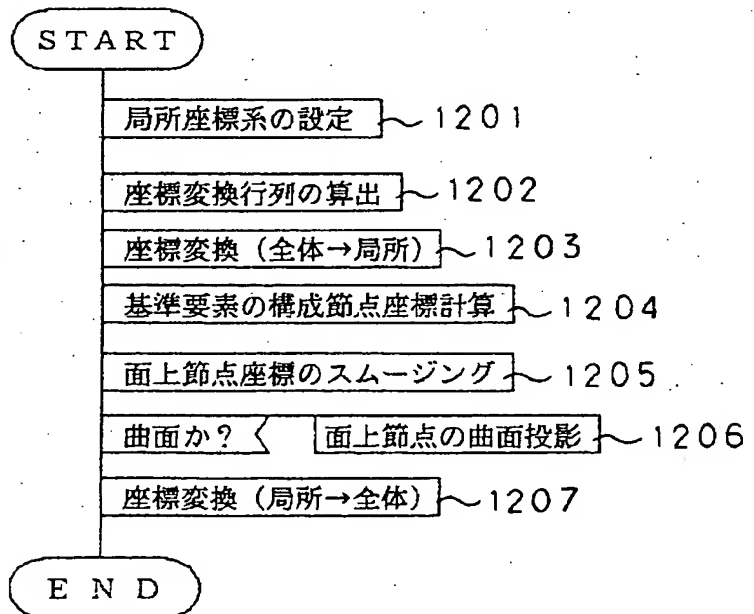 START
局所座標系の設定 1201
座標変換行列の算出 1202
座標変換（全体→局所） 1203
基準要素の構成節点座標計算 1204
面上節点座標のスムージング 1205
曲面か？ 面上節点の曲面投影 1206
座標変換（局所→全体） 1207
END